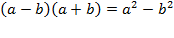 (a − b)(a + b) = a² − b²